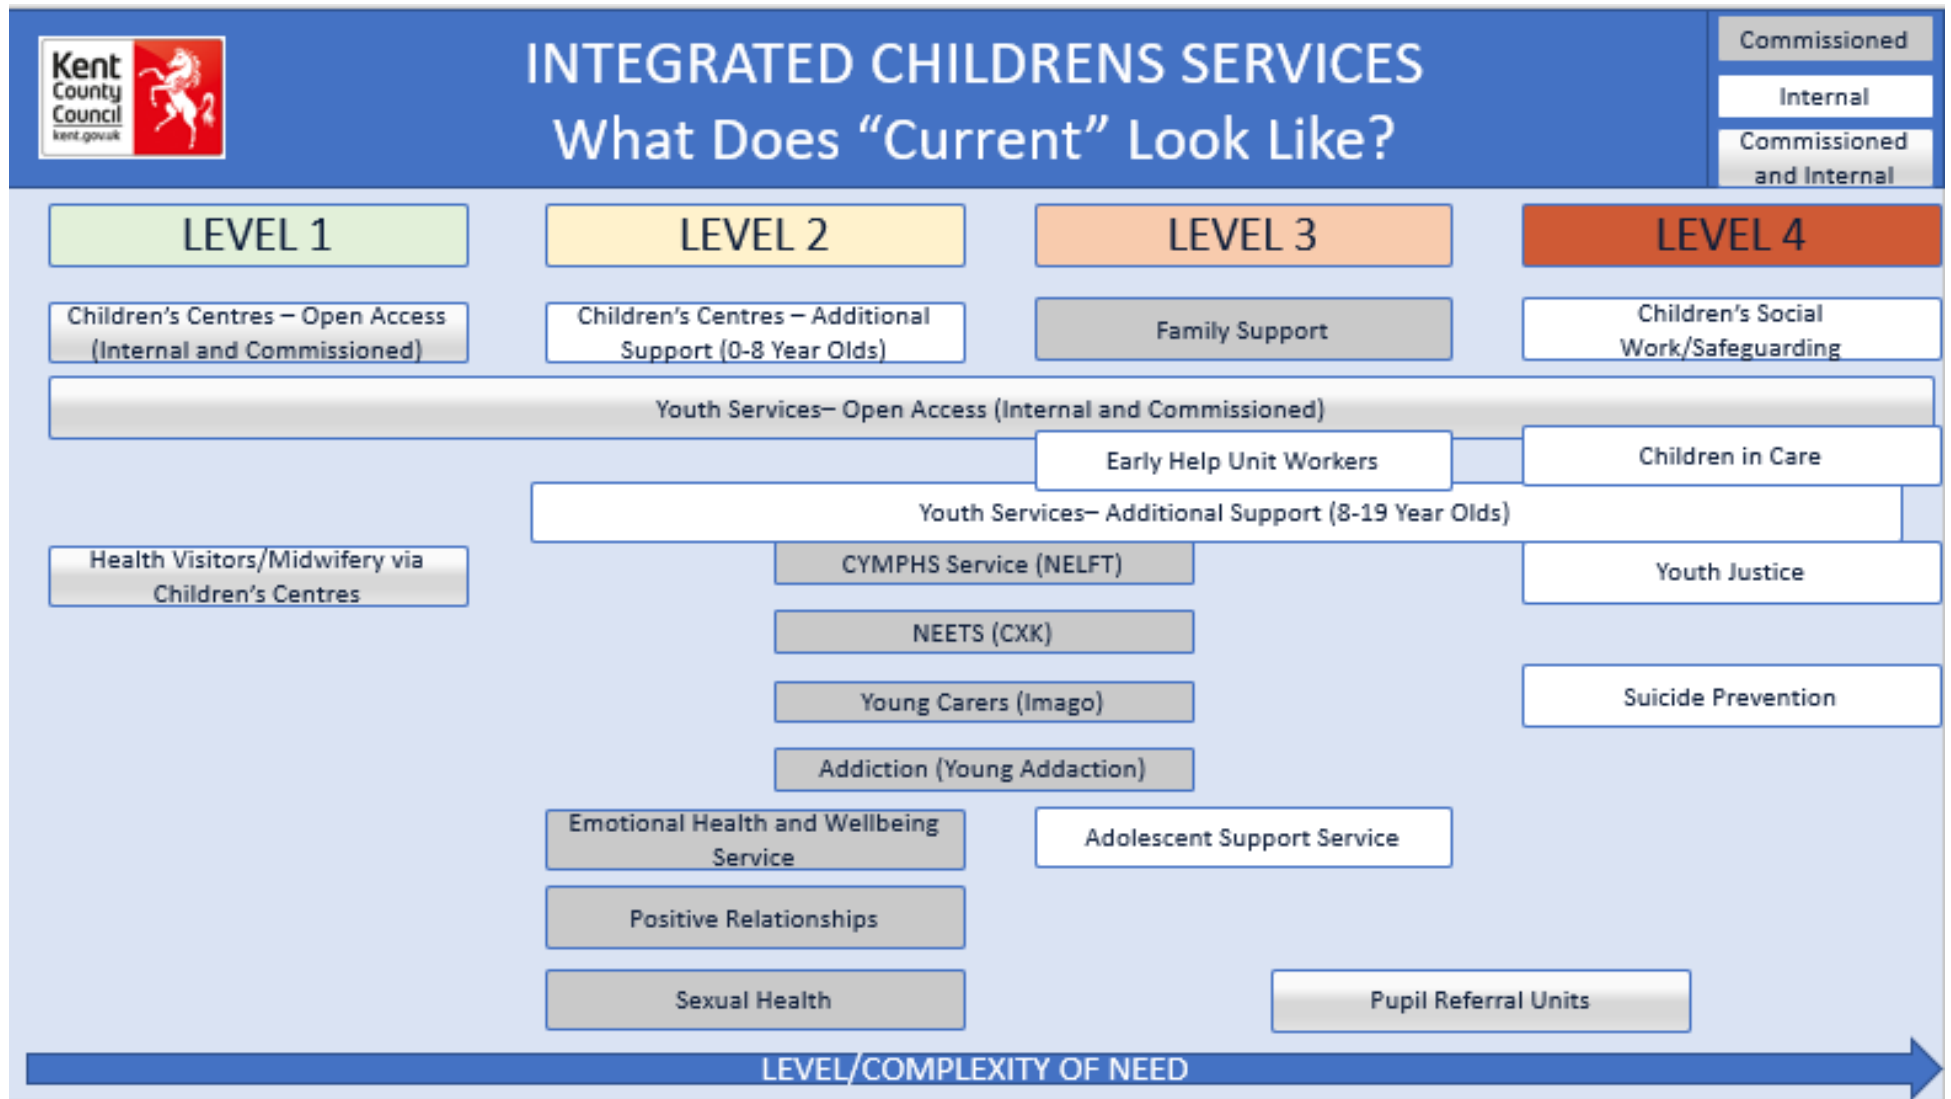 Kent
County
Council
kent.gov.uk
INTEGRATED CHILDRENS SERVICES
What Does “Current” Look Like?
Commissioned
Internal
Commissioned
and Internal
LEVEL 1
LEVEL 2
LEVEL 3
LEVEL 4
Children’s Centres – Open Access
(Internal and Commissioned)
Children’s Centres – Additional
Support (0-8 Year Olds)
Family Support
Children’s Social
Work/Safeguarding
Youth Services– Open Access (Internal and Commissioned)
Early Help Unit Workers
Children in Care
Youth Services– Additional Support (8-19 Year Olds)
Health Visitors/Midwifery via
Children’s Centres
CYMPHS Service (NELFT)
Youth Justice
NEETS (CXK)
Young Carers (Imago)
Suicide Prevention
Addiction (Young Addaction)
Emotional Health and Wellbeing
Service
Adolescent Support Service
Positive Relationships
Sexual Health
Pupil Referral Units
LEVEL/COMPLEXITY OF NEED